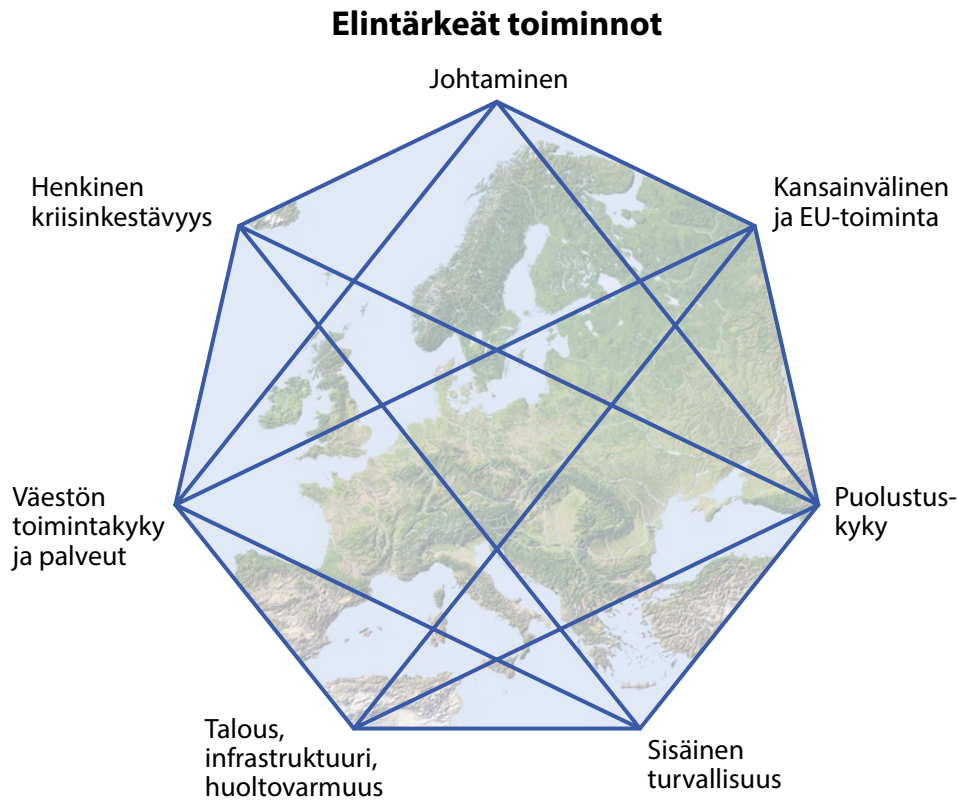 Elintärkeät toiminnot
Johtaminen
Henkinen
kriisinkestävyys
Kansainvälinen
ja EU-toiminta
Väestön
toimintakyky
ja palveut
Puolustus-
kyky
Talous,
infrastruktuuri,
huoltovarmuus
Sisäinen
turvallisuus